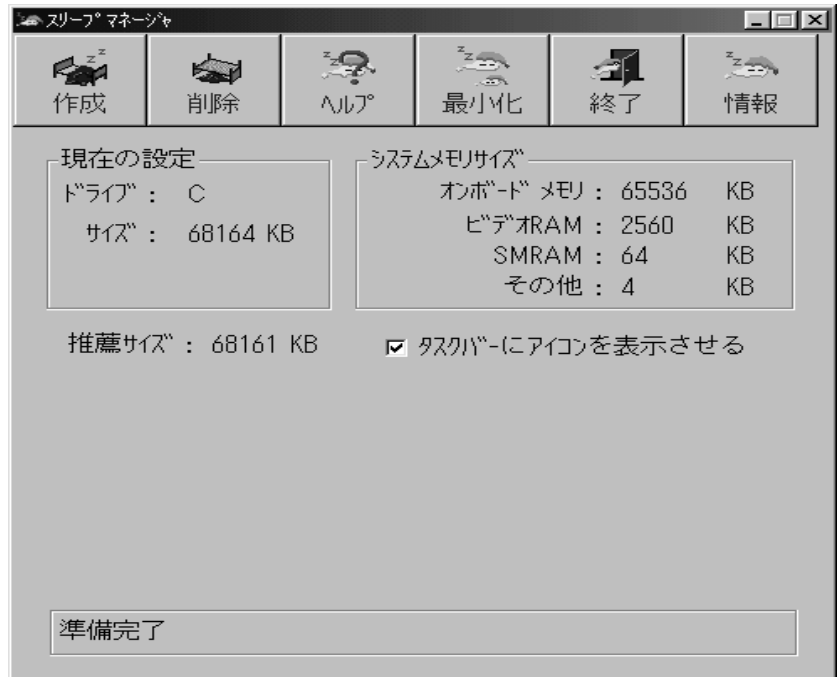 ｽﾘｰﾌﾟ ﾏﾈｰｼﾞｬ
作成 削除 ﾍﾙﾌﾟ 最小化 終了 情報
現在の設定
ﾄﾞﾗｲﾌﾞ : C
ｻｲｽﾞ : 68164 KB
ｼｽﾃﾑﾒﾓﾘｻｲｽﾞ
ｵﾝﾎﾞｰﾄﾞ ﾒﾓﾘ : 65536 KB
ﾋﾞﾃﾞｵRAM : 2560 KB
SMRAM : 64 KB
その他 : 4 KB
推薦ｻｲｽﾞ : 68161 KB
ﾀｽｸﾊﾞｰにｱｲｺﾝを表示させる
準備完了